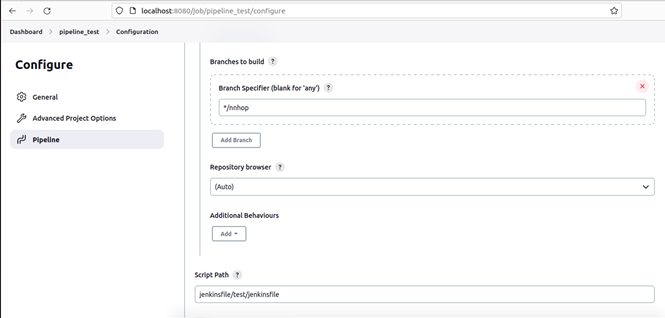 localhost:8080/job/pipeline_test/configure
Dashboard > pipeline_test > Configuration
Configure
General
Advanced Project Options
Pipeline
Branches to build ?
Branch Specifier (blank for 'any') ?
*/nnhop
Add Branch
Repository browser ?
(Auto)
Additional Behaviours
Add
Script Path ?
jenkinsfile/test/jenkinsfile